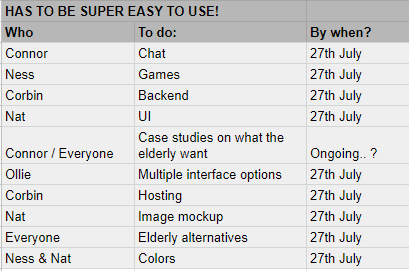 HAS TO BE SUPER EASY TO USE!
Who To do: By when?
Connor Chat 27th July
Ness Games 27th July
Corbin Backend 27th July
Nat UI 27th July
Case studies on what the
Connor / Everyone elderly want Ongoing.. ?
Ollie Multiple interface options 27th July
Corbin Hosting 27th July
Nat Image mockup 27th July
Everyone Elderly alternatives 27th July
Ness & Nat Colors 27th July